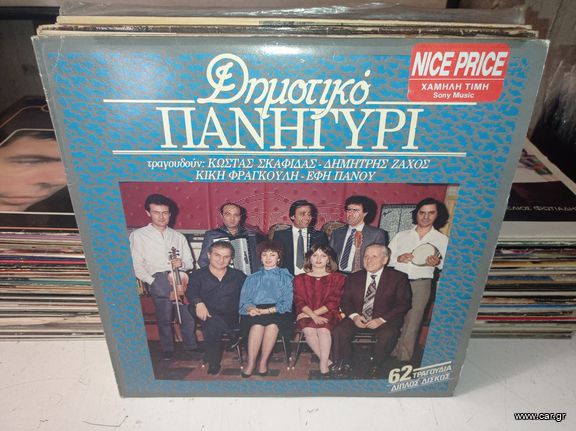 Δημοτικό
ΠΑΝΗΓΥΡΙ
τραγουδούν: ΚΩΣΤΑΣ ΣΚΑΦΙΔΑΣ - ΔΗΜΗΤΡΗΣ ΖΑΧΟΣ
ΚΙΚΗ ΦΡΑΓΚΟΥΛΗ - ΕΦΗ ΠΑΝΟΥ
NICE PRICE
ΧΑΜΗΛΗ ΤΙΜΗ
Sony Music
62 ΤΡΑΓΟΥΔΙΑ
ΔΙΠΛΟΣ ΔΙΣΚΟΣ
www.car.gr